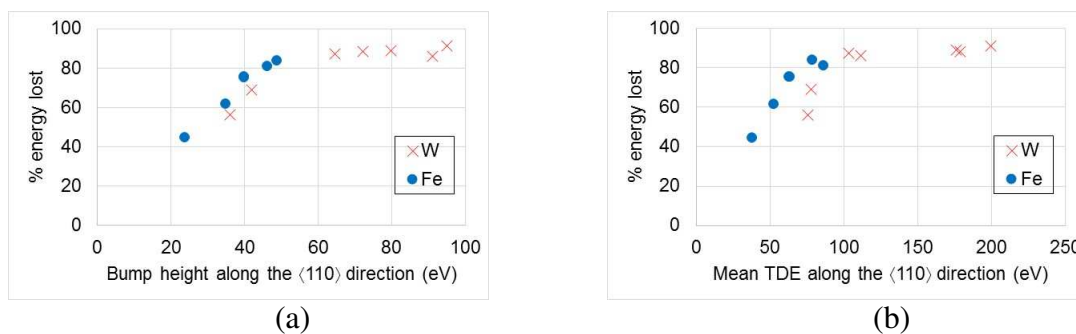 100
80
60
40
20
0
% energy lost
W
Fe
0 20 40 60 80 100
Bump height along the ⟨110⟩ direction (eV)
(a)
100
80
60
40
20
0
% energy lost
W
Fe
0 50 100 150 200 250
Mean TDE along the ⟨110⟩ direction (eV)
(b)